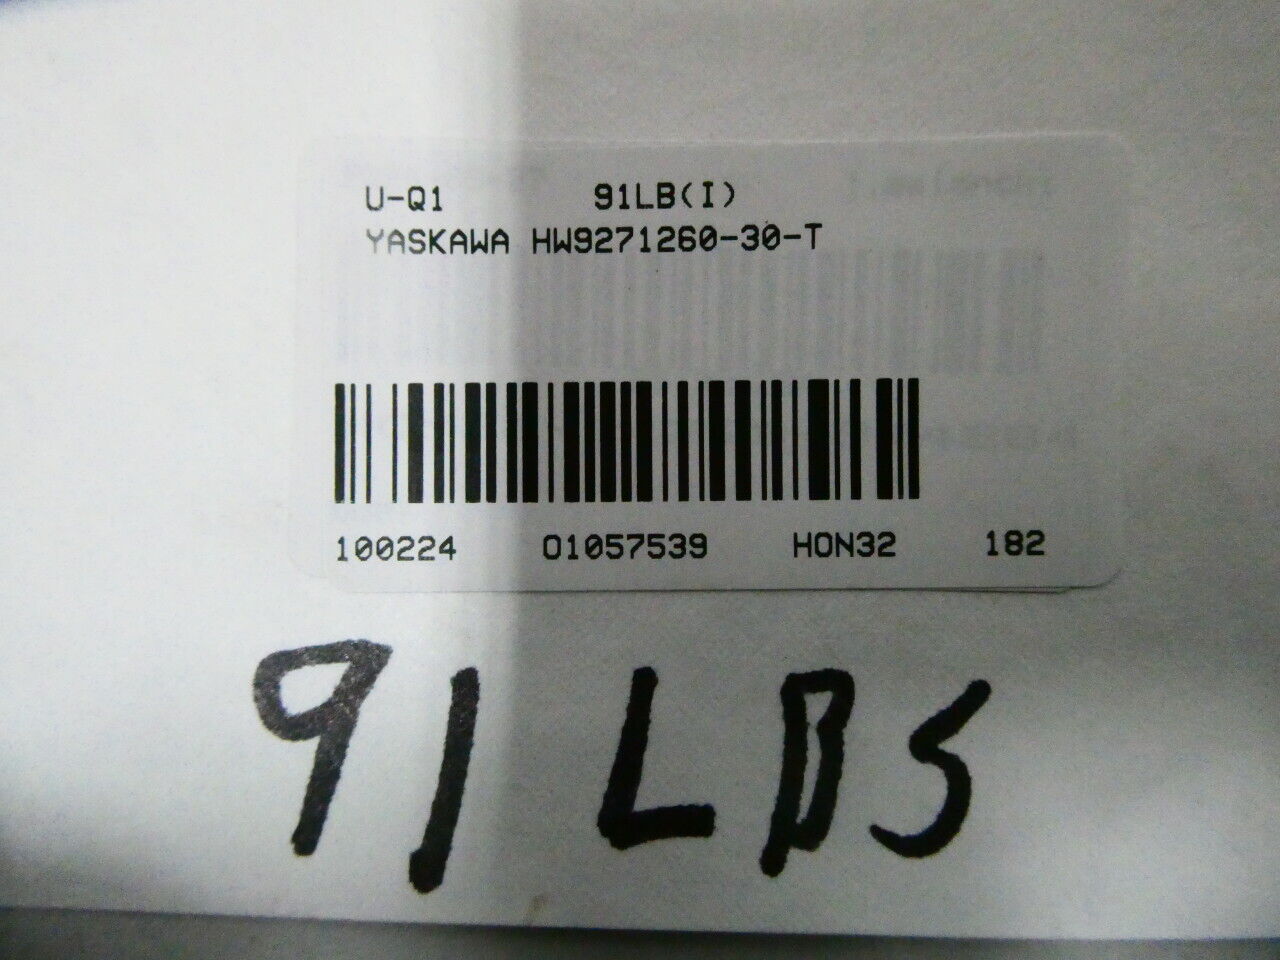 U-Q1 91LB(I)
YASKAWA HW9271260-30-T
100224 01057539 HON32 182
91 LBS